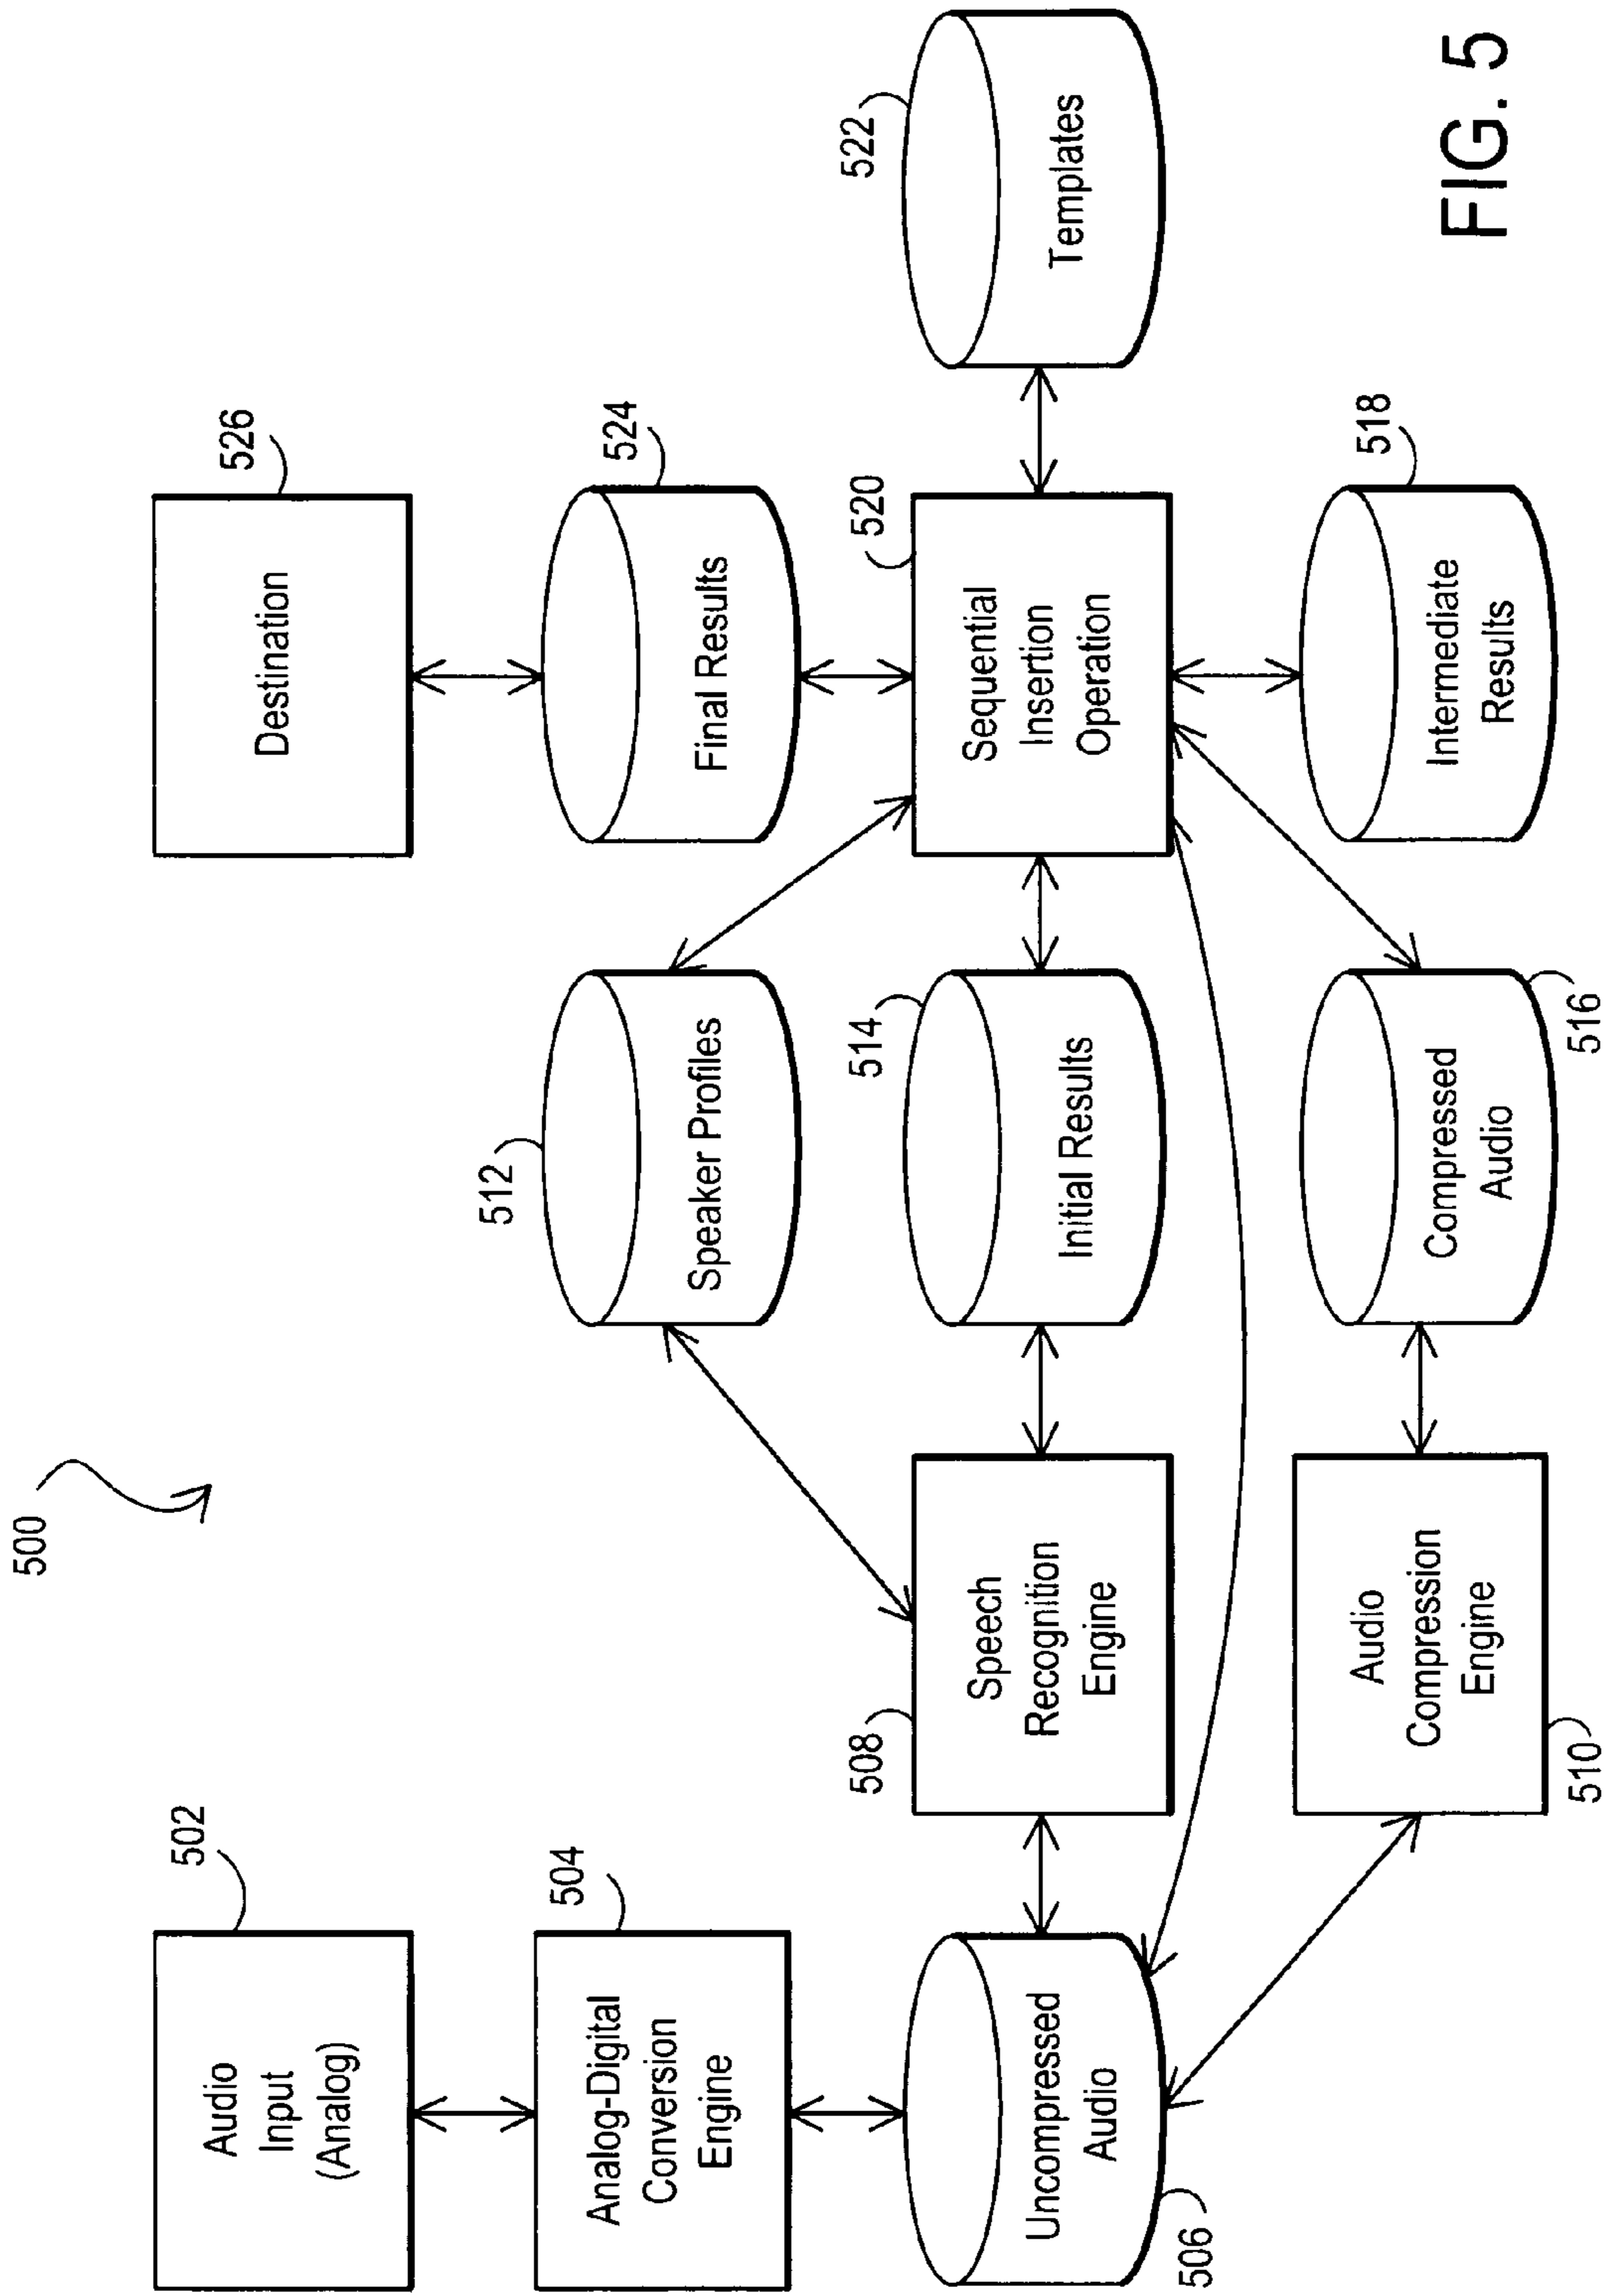 500
502
Audio
Input
(Analog)
526
Destination
504
Analog-Digital
Conversion
Engine
512
Speaker Profiles
524
Final Results
506
Uncompressed
Audio
508
Speech
Recognition
Engine
514
Initial Results
520
Sequential
Insertion
Operation
522
Templates
510
Audio
Compression
Engine
516
Compressed
Audio
518
Intermediate
Results
FIG. 5